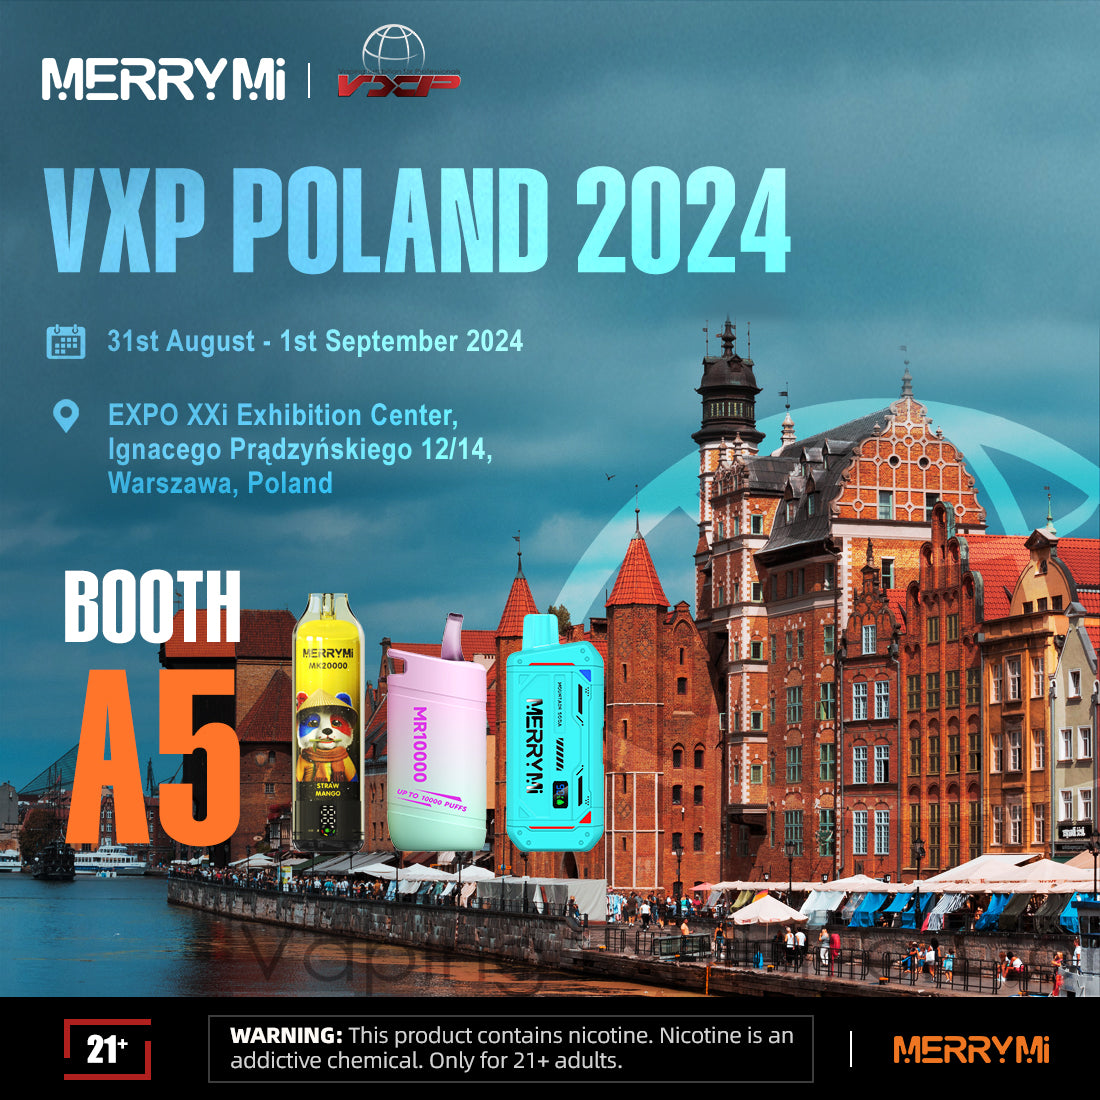 MERRYMi
VXP
VXP POLAND 2024
31st August - 1st September 2024
EXPO XXi Exhibition Center,
Ignacego Prądzyńskiego 12/14,
Warszawa, Poland
BOOTH
A5
MERRYMi
MK20000
STRAW
MANGO
MR10000
UP TO 10000 PUFFS
MERRYMi
Vaping
21+
WARNING: This product contains nicotine. Nicotine is an
addictive chemical. Only for 21+ adults.
MERRYMi